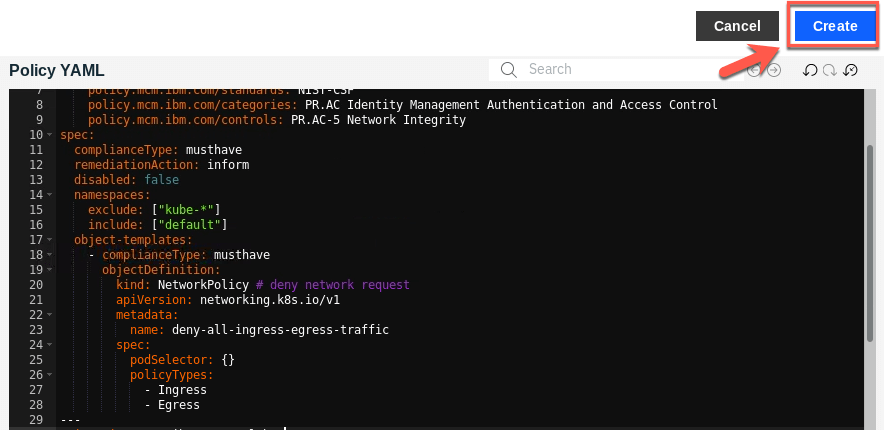 Cancel
Create
Policy YAML
Search
7 policy.mcm.ibm.com/standards: NIST-CSF
8 policy.mcm.ibm.com/categories: PR.AC Identity Management Authentication and Access Control
9 policy.mcm.ibm.com/controls: PR.AC-5 Network Integrity
10 spec:
11 complianceType: musthave
12 remediationAction: inform
13 disabled: false
14 namespaces:
15 exclude: ["kube-*"]
16 include: ["default"]
17 object-templates:
18 - complianceType: musthave
19 objectDefinition:
20 kind: NetworkPolicy # deny network request
21 apiVersion: networking.k8s.io/v1
22 metadata:
23 name: deny-all-ingress-egress-traffic
24 spec:
25 podSelector: {}
26 policyTypes:
27 - Ingress
28 - Egress
29 ---